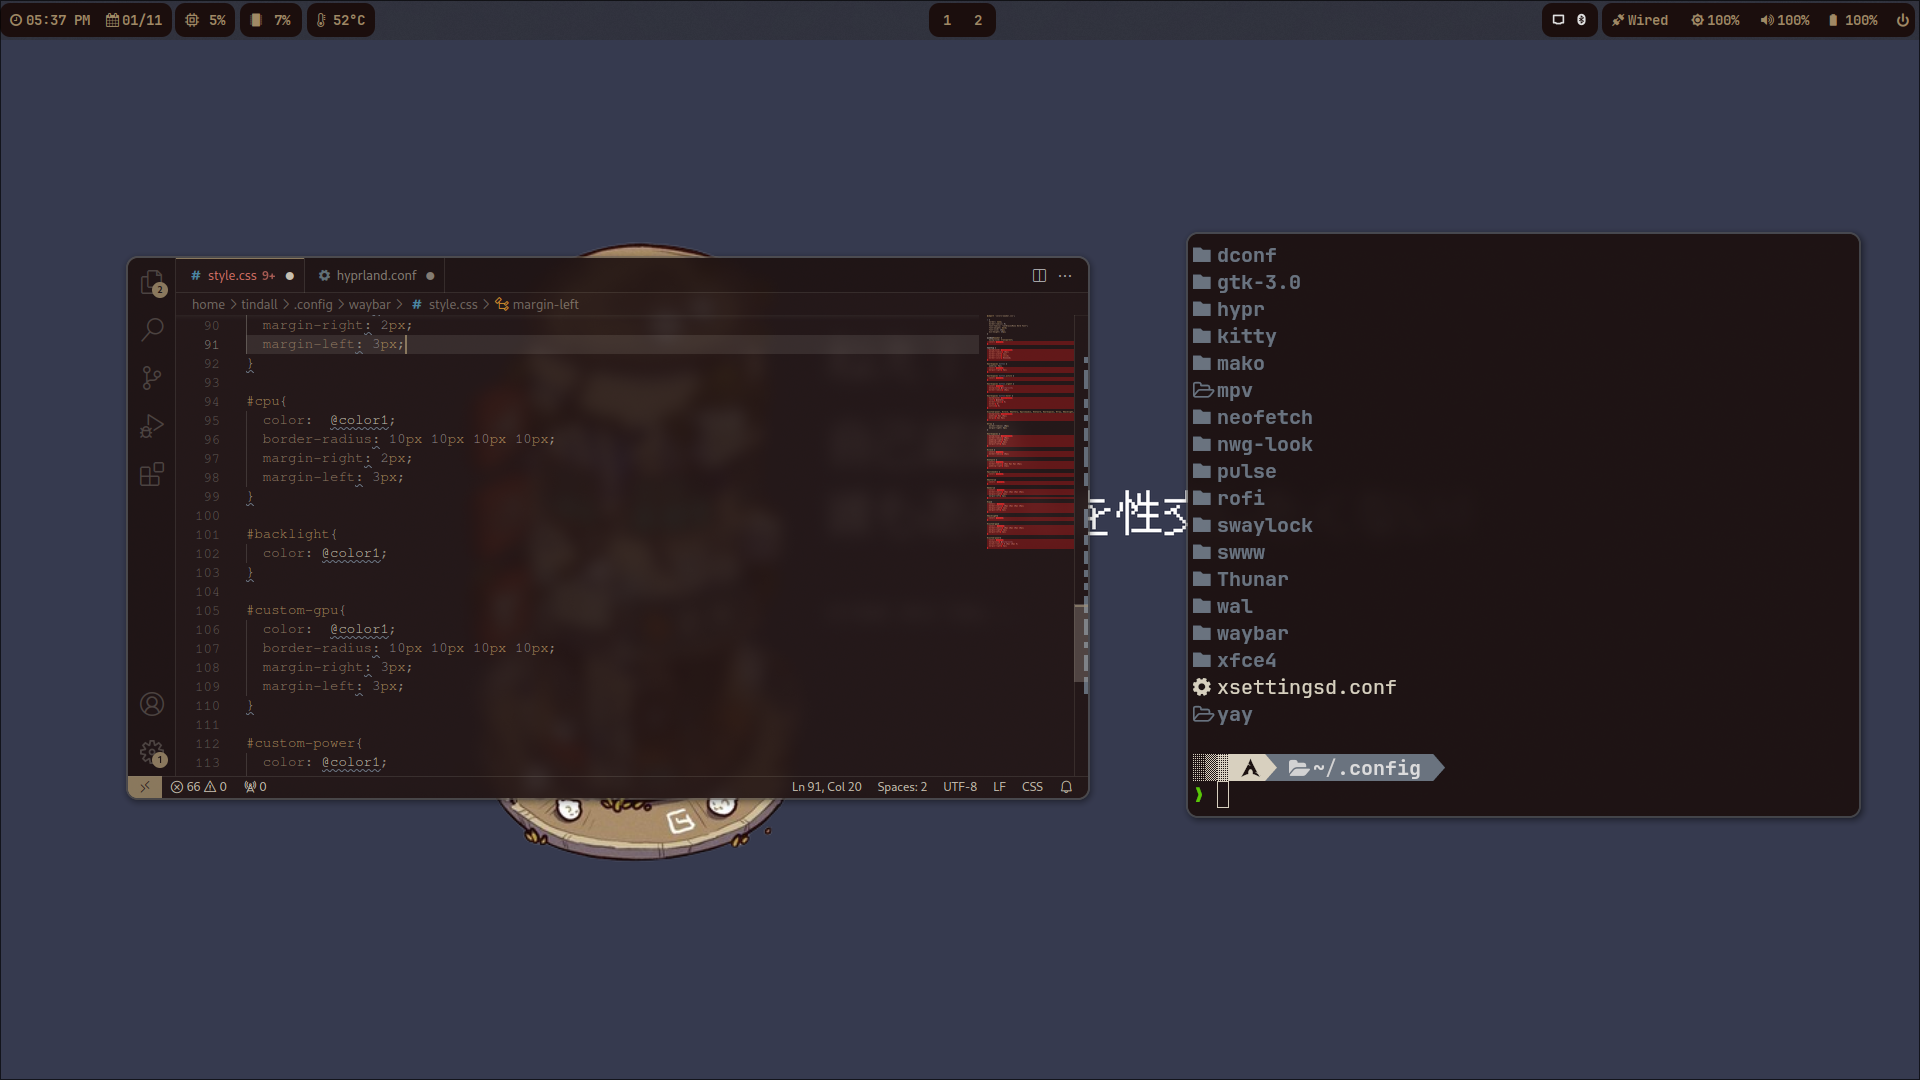 05:37 PM 01/11 5% 7% 52°C 1 2 Wired 100% 100% 100%
style.css 9+ hyprland.conf
home > tindall > .config > waybar > # style.css > margin-left
90 margin-right: 2px;
91 margin-left: 3px;
92 }
93
94 #cpu{
95 color:  @color1;
96 border-radius: 10px 10px 10px 10px;
97 margin-right: 2px;
98 margin-left: 3px;
99 }
100
101 #backlight{
102 color: @color1;
103 }
104
105 #custom-gpu{
106 color:  @color1;
107 border-radius: 10px 10px 10px 10px;
108 margin-right: 3px;
109 margin-left: 3px;
110 }
111
112 #custom-power{
113 color: @color1;
2
1
66 0 0 Ln 91, Col 20 Spaces: 2 UTF-8 LF CSS
性
dconf
gtk-3.0
hypr
kitty
mako
mpv
neofetch
nwg-look
pulse
rofi
swaylock
swww
Thunar
wal
waybar
xfce4
xsettingsd.conf
yay
~/.config
❯